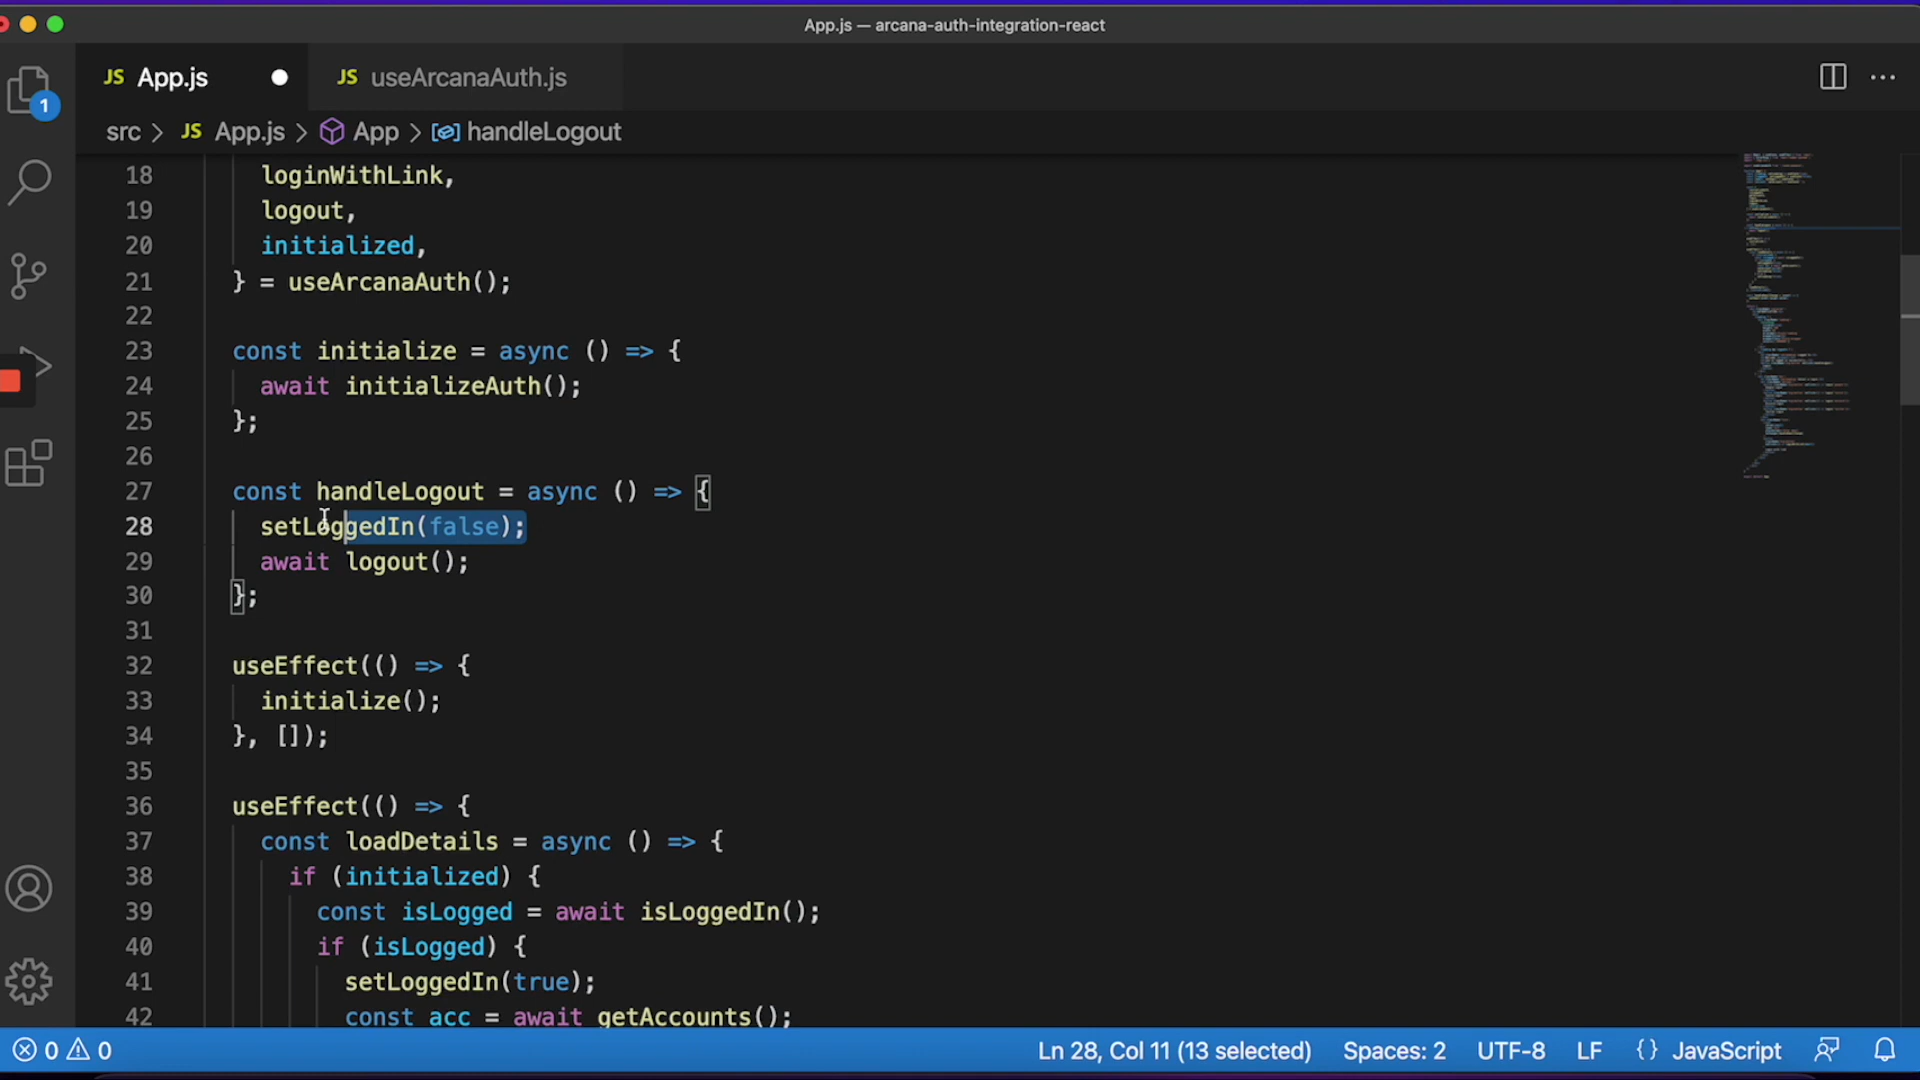 App.js — arcana-auth-integration-react
JS App.js
JS useArcanaAuth.js
1
src > JS App.js > App > handleLogout
18 loginWithLink,
19 logout,
20 initialized,
21 } = useArcanaAuth();
22
23 const initialize = async () => {
24 await initializeAuth();
25 };
26
27 const handleLogout = async () => {
28 setLoggedIn(false);
29 await logout();
30 };
31
32 useEffect(() => {
33 initialize();
34 }, []);
35
36 useEffect(() => {
37 const loadDetails = async () => {
38 if (initialized) {
39 const isLogged = await isLoggedIn();
40 if (isLogged) {
41 setLoggedIn(true);
42 const acc = await getAccounts();
0 0 Ln 28, Col 11 (13 selected) Spaces: 2 UTF-8 LF {} JavaScript